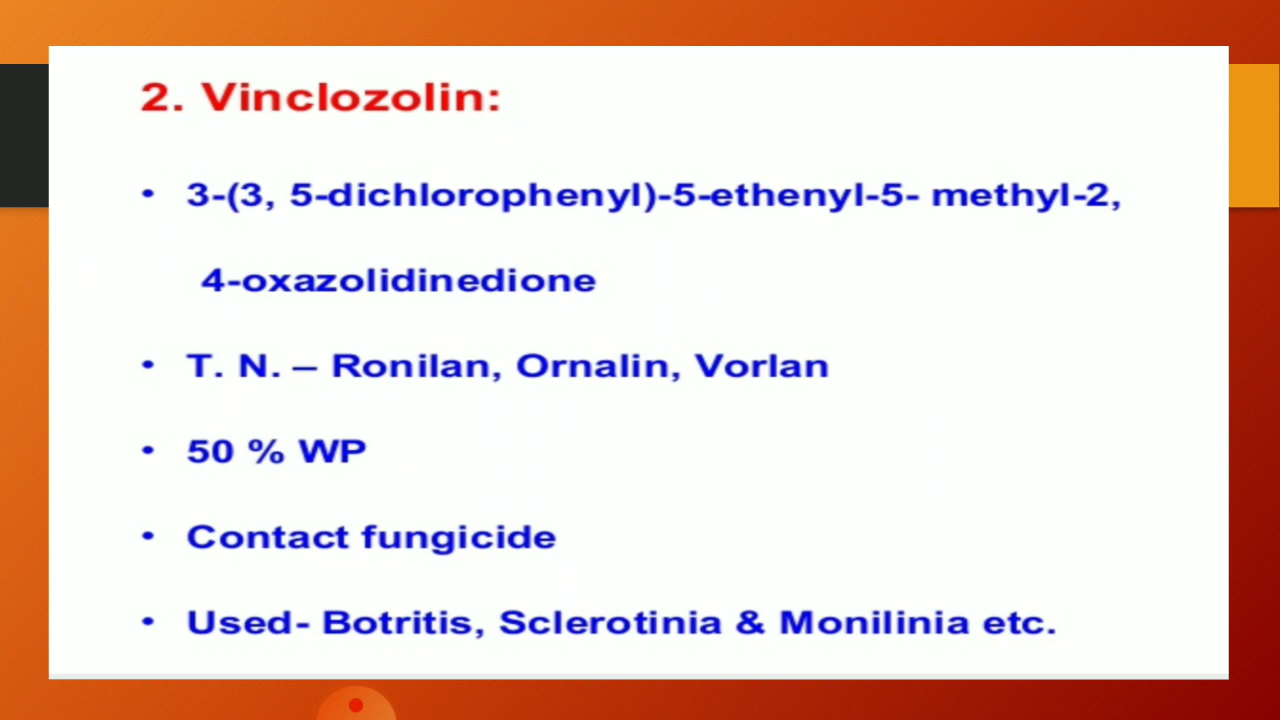 2. Vinclozolin:
• 3-(3, 5-dichlorophenyl)-5-ethenyl-5- methyl-2,
4-oxazolidinedione
• T. N. – Ronilan, Ornalin, Vorlan
• 50 % WP
• Contact fungicide
• Used- Botritis, Sclerotinia & Monilinia etc.